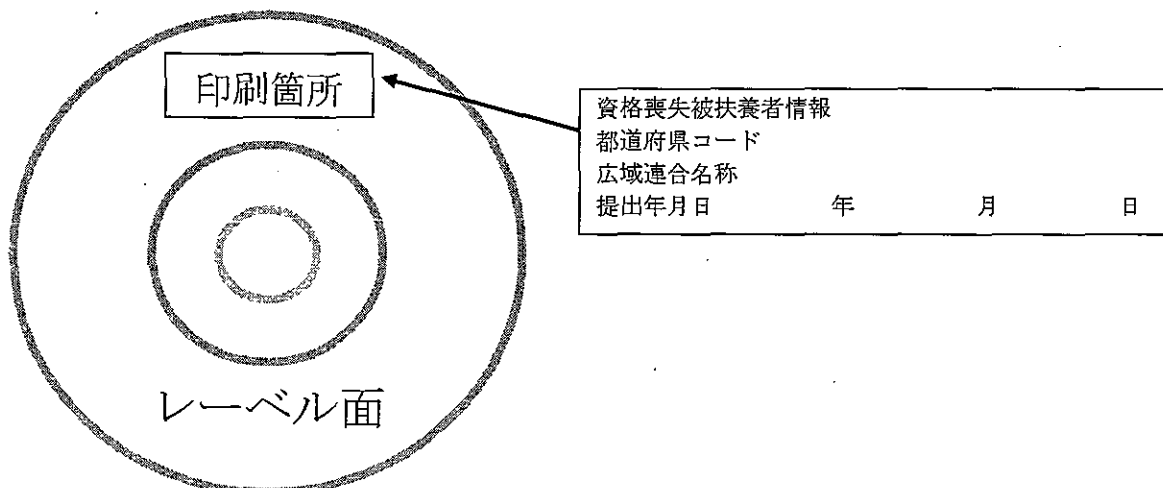 印刷箇所
資格喪失被扶養者情報
都道府県コード
広域連合名称
提出年月日 年 月 日
レーベル面